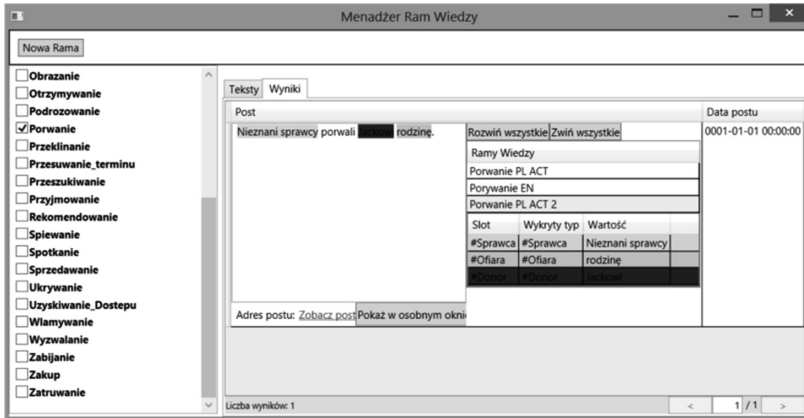 Menadżer Ram Wiedzy
Nowa Rama
Obrazanie
Otrzymywanie
Podrozowanie
Porwanie
Przeklinanie
Przesuwanie_terminu
Przeszukiwanie
Przyjmowanie
Rekomendowanie
Spiewanie
Spotkanie
Sprzedawanie
Ukrywanie
Uzyskiwanie_Dostepu
Wlamywanie
Wyzwalanie
Zabijanie
Zakup
Zatruwanie
Teksty Wyniki
Post Data postu
Nieznani sprawcy porwali Jackowi rodzinę.
Rozwiń wszystkie Zwiń wszystkie
0001-01-01 00:00:00
Ramy Wiedzy
Porwanie PL ACT
Porywanie EN
Porwanie PL ACT 2
Slot Wykryty typ Wartość
#Sprawca #Sprawca Nieznani sprawcy
#Ofiara #Ofiara rodzinę
#Donor #Donor Jackowi
Adres postu: Zobacz post Pokaż w osobnym okni
Liczba wyników: 1
< 1 / 1 >